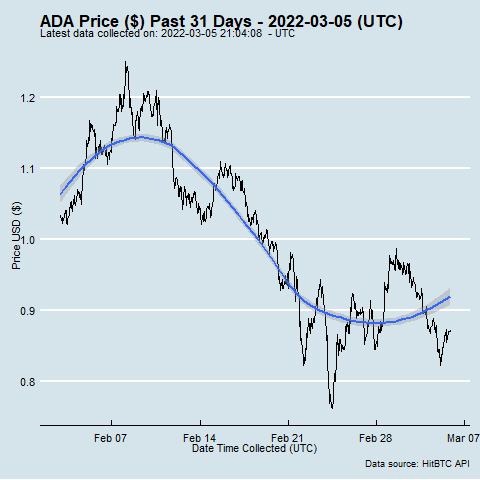 ADA Price ($) Past 31 Days - 2022-03-05 (UTC)
Latest data collected on: 2022-03-05 21:04:08 - UTC
1.2
1.1
1.0
0.9
0.8
Price USD ($)
Feb 07 Feb 14 Feb 21 Feb 28 Mar 07
Date Time Collected (UTC)
Data source: HitBTC API